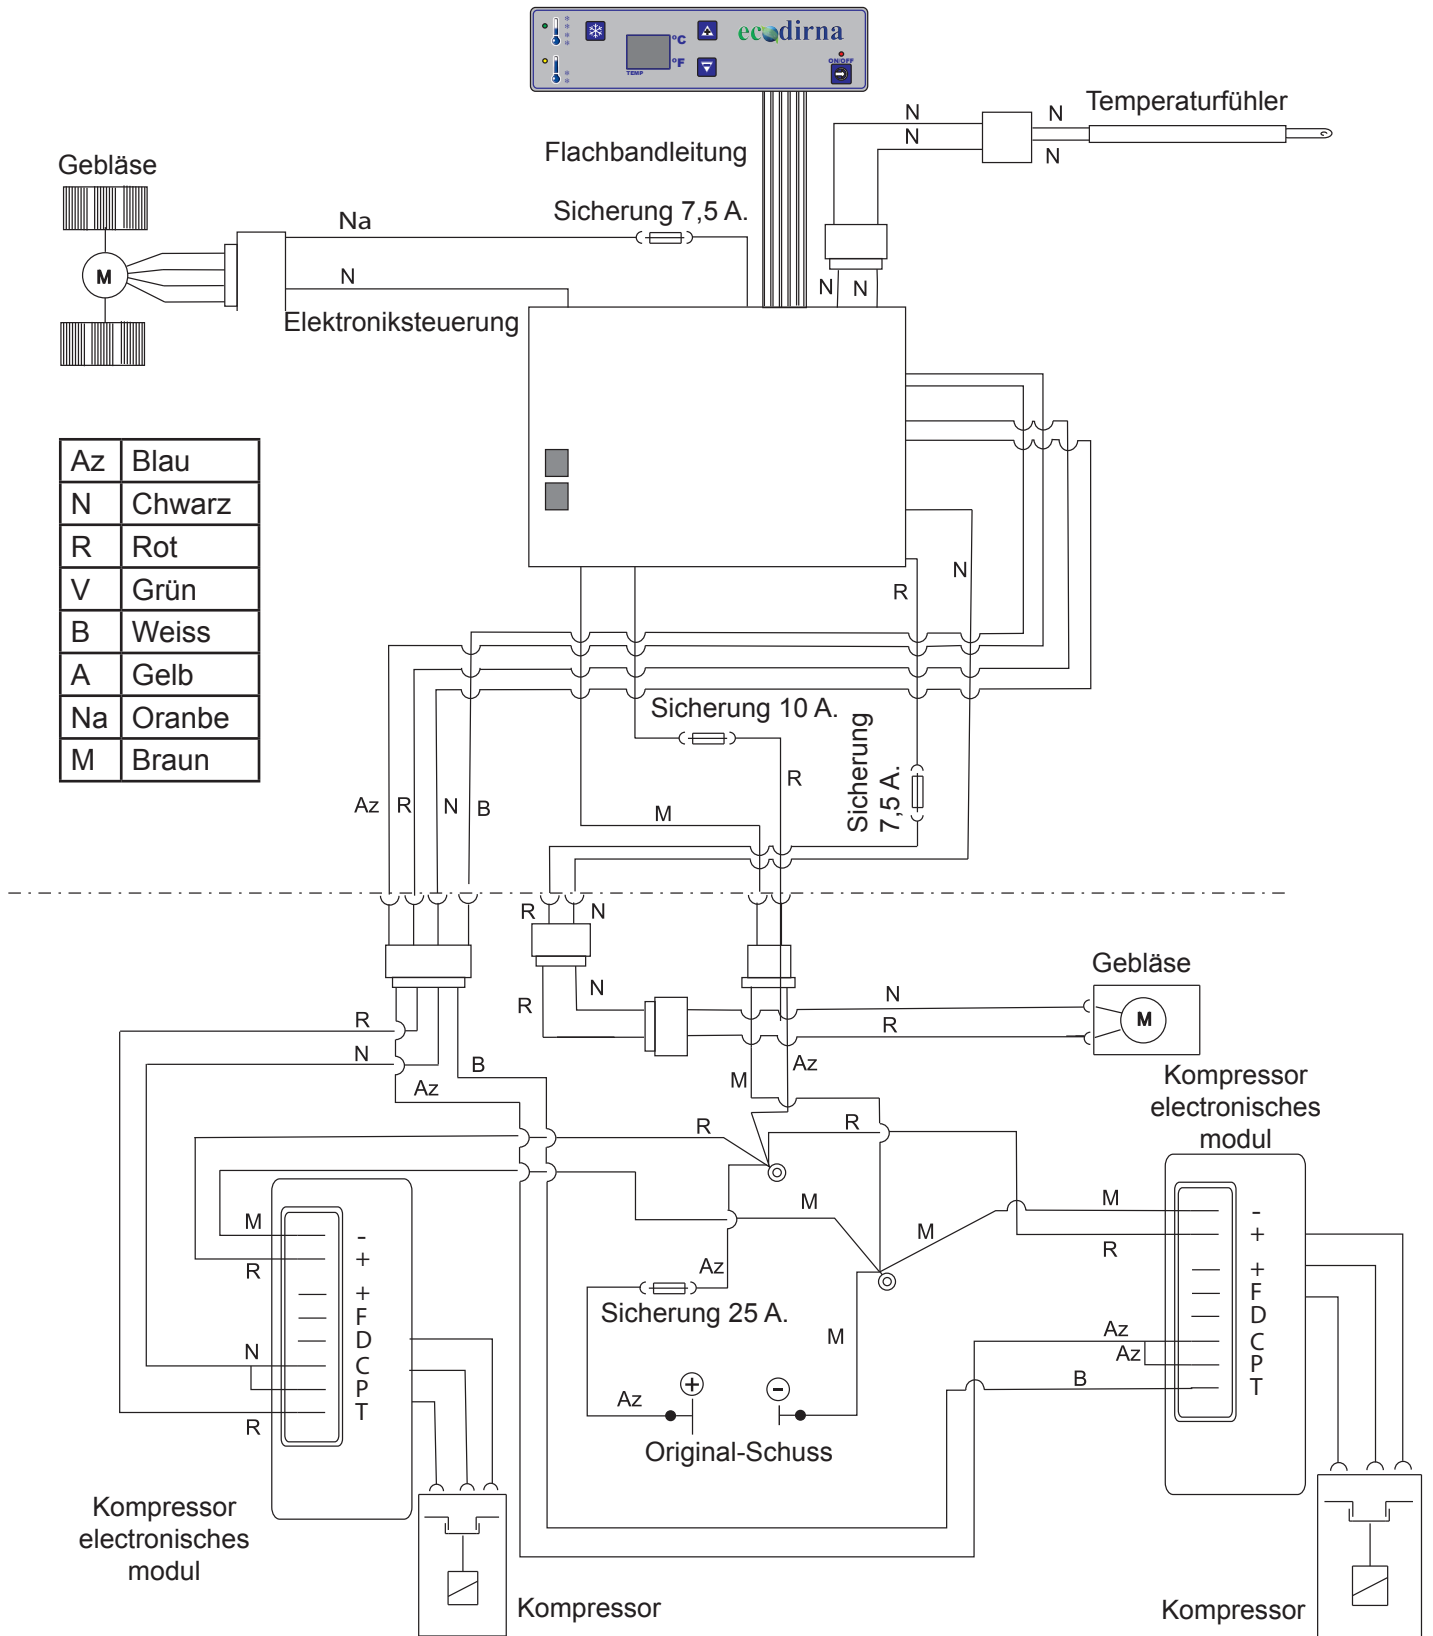 ecodirna
°C
°F
TEMP
ON/OFF
Temperaturfühler
N
N
N
N
Flachbandleitung
Gebläse
Sicherung 7,5 A.
Na
M
N
N
N
Elektroniksteuerung
Az Blau
N Chwarz
R Rot
V Grün
B Weiss
A Gelb
Na Oranbe
M Braun
R
N
Sicherung 10 A.
Sicherung
7,5 A.
R
Az
R
N
B
M
R
N
R
N
N
R
Gebläse
M
R
N
Az
B
M
Az
Kompressor
electronisches
modul
R
R
M
R
N
R
-
+
+
F
D
C
P
T
M
M
Az
Sicherung 25 A.
M
Az
+
-
Original-Schuss
M
R
Az
Az
B
-
+
+
F
D
C
P
T
Kompressor
electronisches
modul
Kompressor
Kompressor